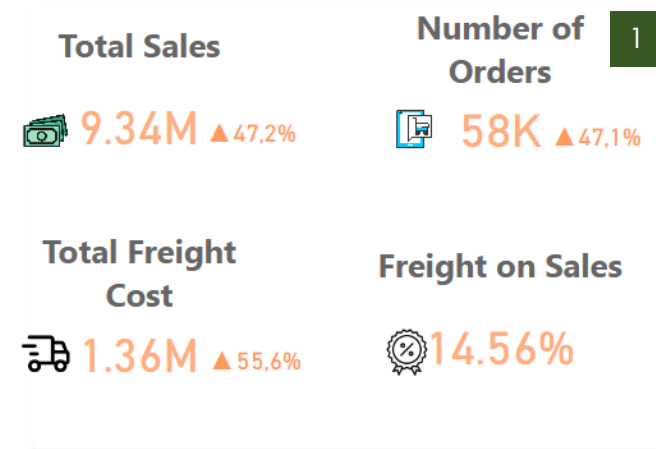 Total Sales
9.34M ▲47,2%
Number of
Orders
1
58K ▲47,1%
Total Freight
Cost
1.36M ▲55,6%
Freight on Sales
14.56%